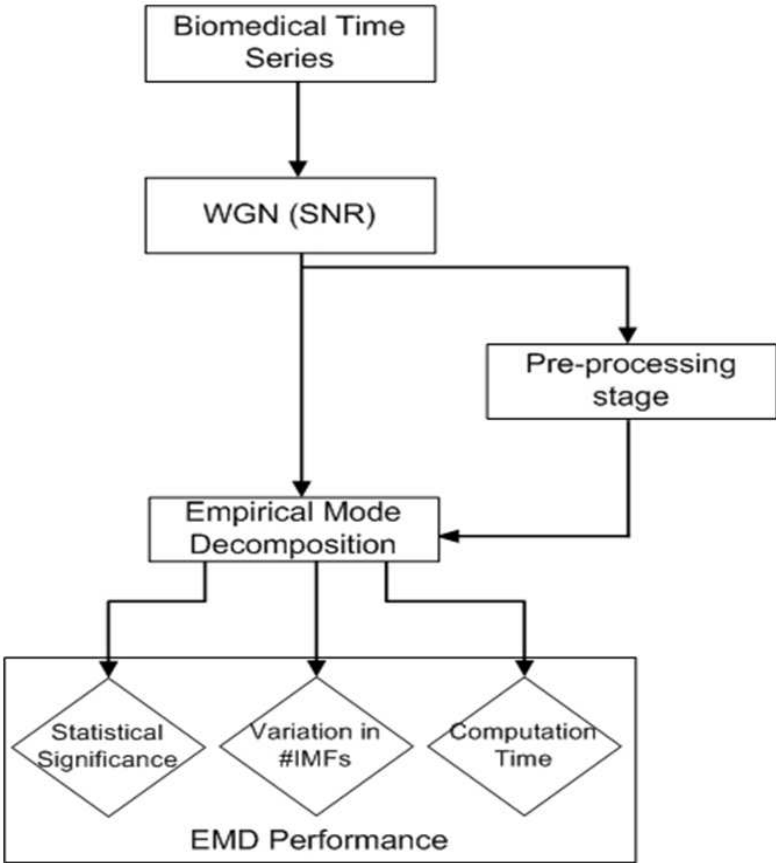 Biomedical Time
Series
WGN (SNR)
Pre-processing
stage
Empirical Mode
Decomposition
Statistical
Significance
Variation in
#IMFs
Computation
Time
EMD Performance